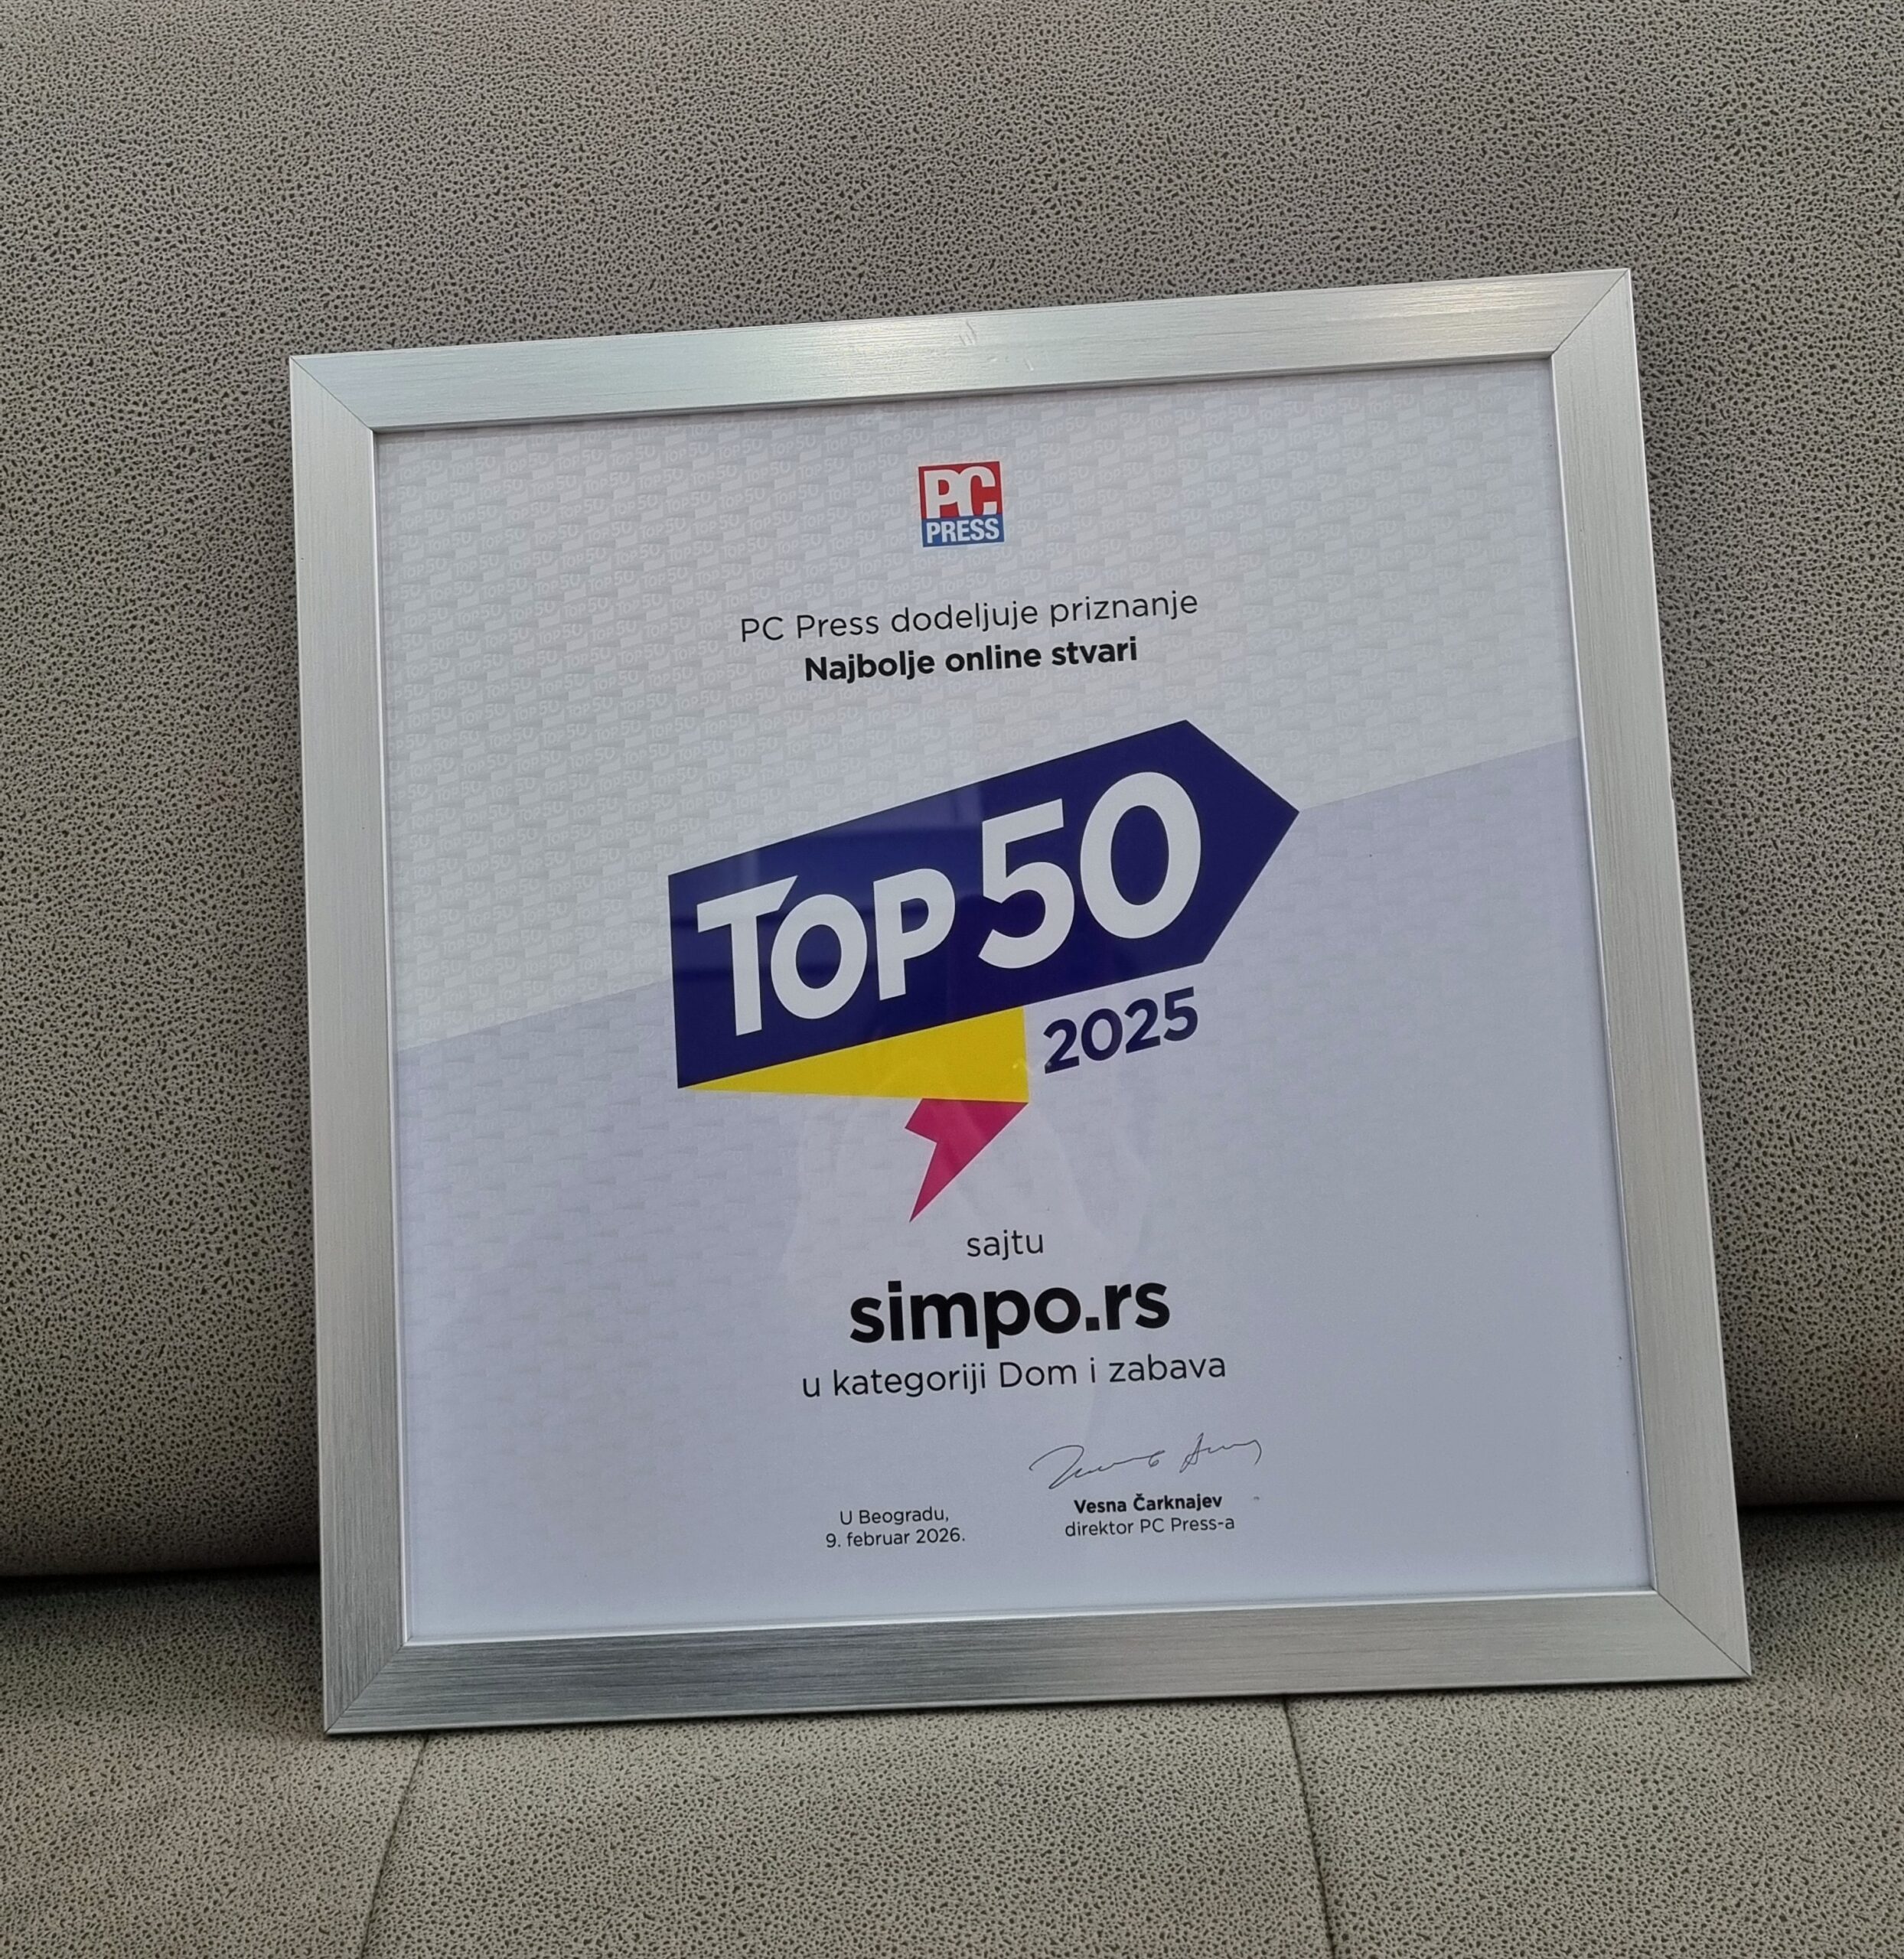 PC
PRESS
PC Press dodeljuje priznanje
Najbolje online stvari
TOP 50
2025
sajtu
simpo.rs
u kategoriji Dom i zabava
U Beogradu,
9. februar 2026.
Vesna Čarknajev
direktor PC Press-a